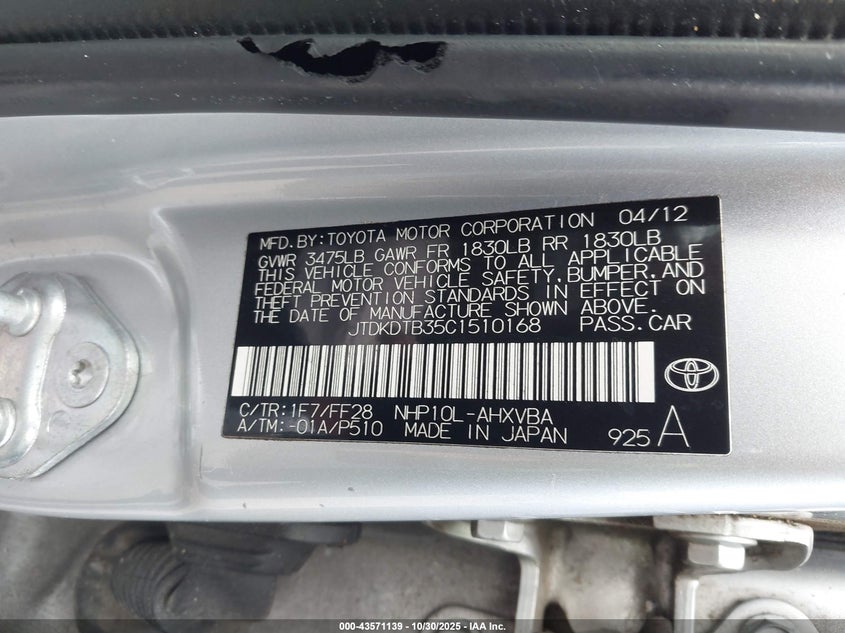 MFD.BY:TOYOTA MOTOR CORPORATION 04/12
GVWR 3475LB GAWR FR 1830LB RR 1830LB
THIS VEHICLE CONFORMS TO ALL APPLICABLE
FEDERAL MOTOR VEHICLE SAFETY,BUMPER,AND
THEFT PREVENTION STANDARDS IN EFFECT ON
THE DATE OF MANUFACTURE SHOWN ABOVE.
JTDKDTB35C1510168 PASS.CAR
C/TR:1F7/FF28 NHP10L-AHXVBA
A/TM:-01A/P510 MADE IN JAPAN 925 A
000-43571139 - 10/30/2025 - IAA Inc.